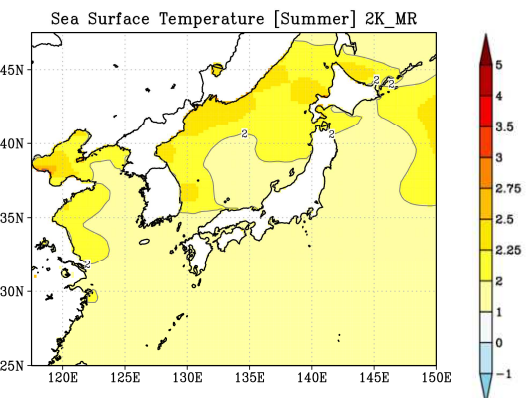 Sea Surface Temperature [Summer] 2K_MR
45N
40N
35N
30N
25N
120E 125E 130E 135E 140E 145E 150E
2
2
2
2
2
5
4
3.5
3
2.75
2.5
2.25
2
1
0
−1